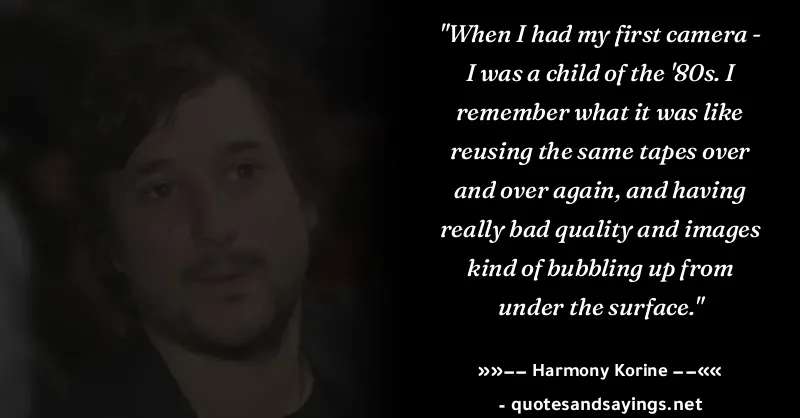 "When I had my first camera -
I was a child of the '80s. I
remember what it was like
reusing the same tapes over
and over again, and having
really bad quality and images
kind of bubbling up from
under the surface."
»»–– Harmony Korine ––««
- quotesandsayings.net